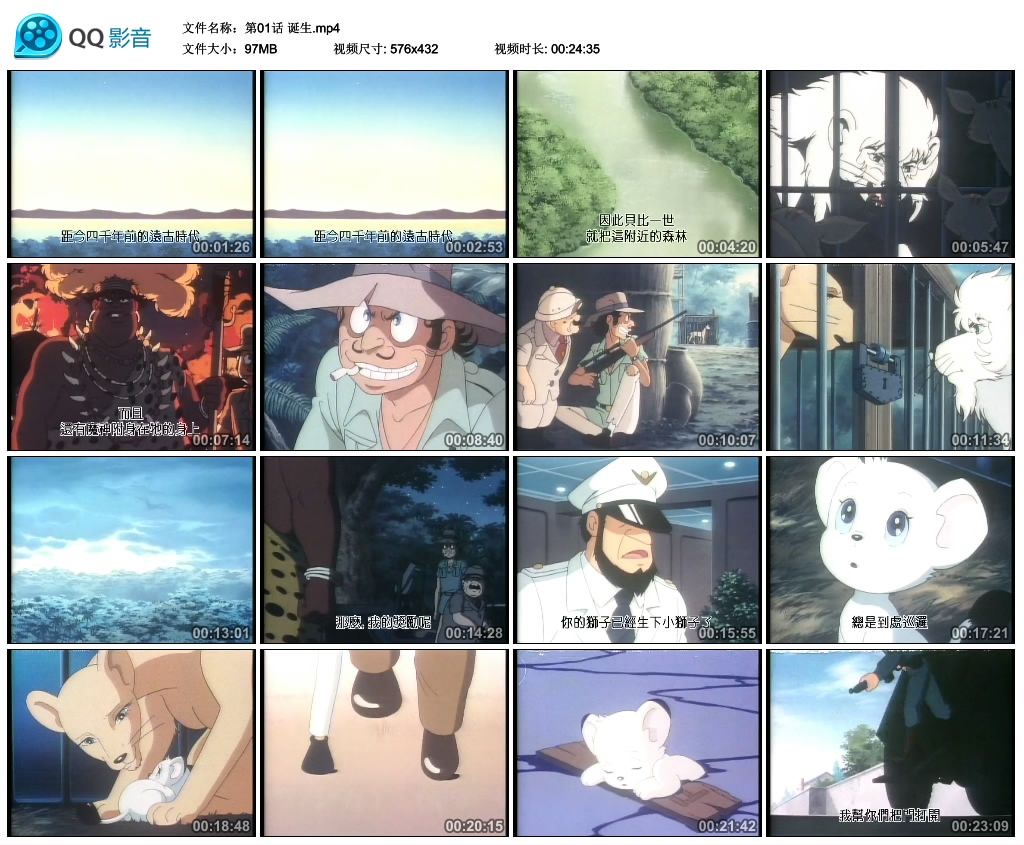 QQ 影音
文件名称: 第01话 诞生.mp4
文件大小: 97MB 视频尺寸: 576x432 视频时长: 00:24:35
距今四千年前的遠古時代
00:01:26
距今四千年前的遠古時代
00:02:53
因此貝比一世
就把這附近的森林
00:04:20
00:05:47
而且
還有魔神附身在牠的身上
00:07:14
00:08:40
00:10:07
00:11:34
00:13:01
那麼, 我的獎勵呢
00:14:28
你的獅子已經生下小獅子了
00:15:55
總是到處巡邏
00:17:21
00:18:48
00:20:15
00:21:42
我幫你們把門打開
00:23:09